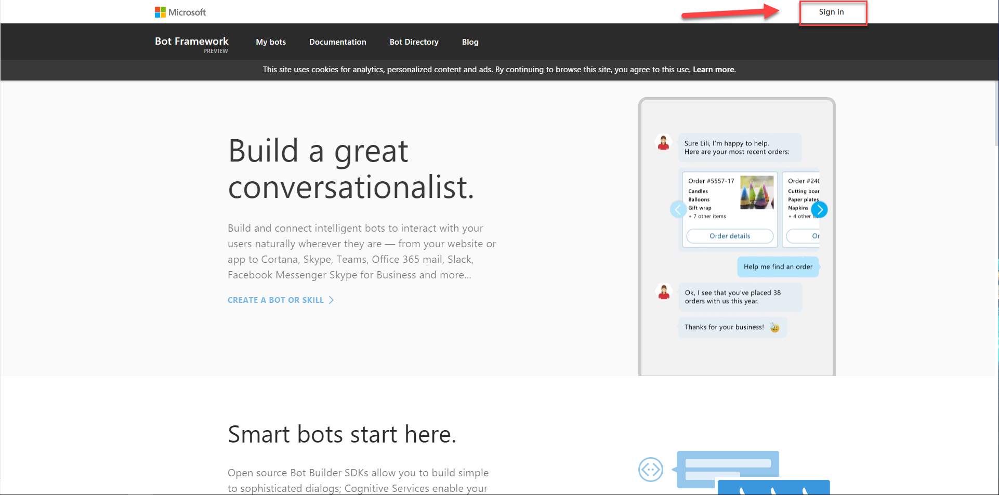 Microsoft
Sign in
Bot Framework
PREVIEW
My bots
Documentation
Bot Directory
Blog
This site uses cookies for analytics, personalized content and ads. By continuing to browse this site, you agree to this use. Learn more.
Build a great
conversationalist.
Build and connect intelligent bots to interact with your
users naturally wherever they are — from your website or
app to Cortana, Skype, Teams, Office 365 mail, Slack,
Facebook Messenger Skype for Business and more...
CREATE A BOT OR SKILL
Sure Lili, I'm happy to help.
Here are your most recent orders:
Order #5557-17
Candles
Balloons
Gift wrap
+ 7 other items
Order details
Order #240
Cutting boar
Paper plates
Napkins
+ 4 other
Or
Help me find an order
Ok, I see that you've placed 38
orders with us this year.
Thanks for your business!
Smart bots start here.
Open source Bot Builder SDKs allow you to build simple
to sophisticated dialogs; Cognitive Services enable your